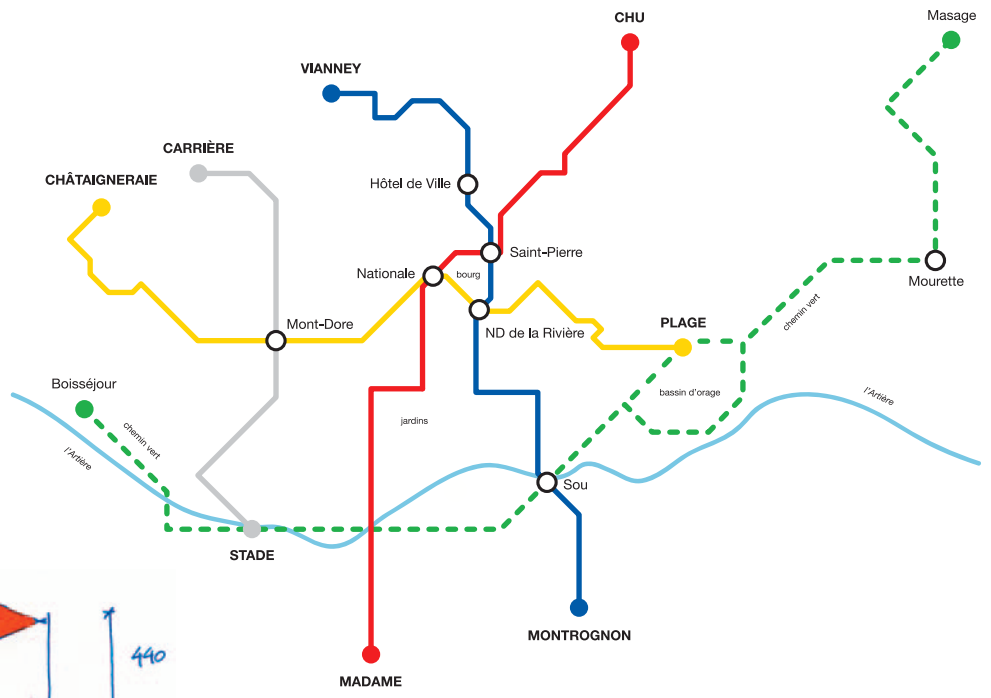 Masage
CHU
VIANNEY
CARRIÈRE
CHÂTAIGNERAIE
Hôtel de Ville
Saint-Pierre
Nationale
bourg
Mourette
ND de la Rivière
PLAGE
Mont-Dore
chemin vert
Boisséjour
bassin d'orage
l'Artière
chemin vert
jardins
l'Artière
Sou
STADE
MONTROGNON
440
MADAME